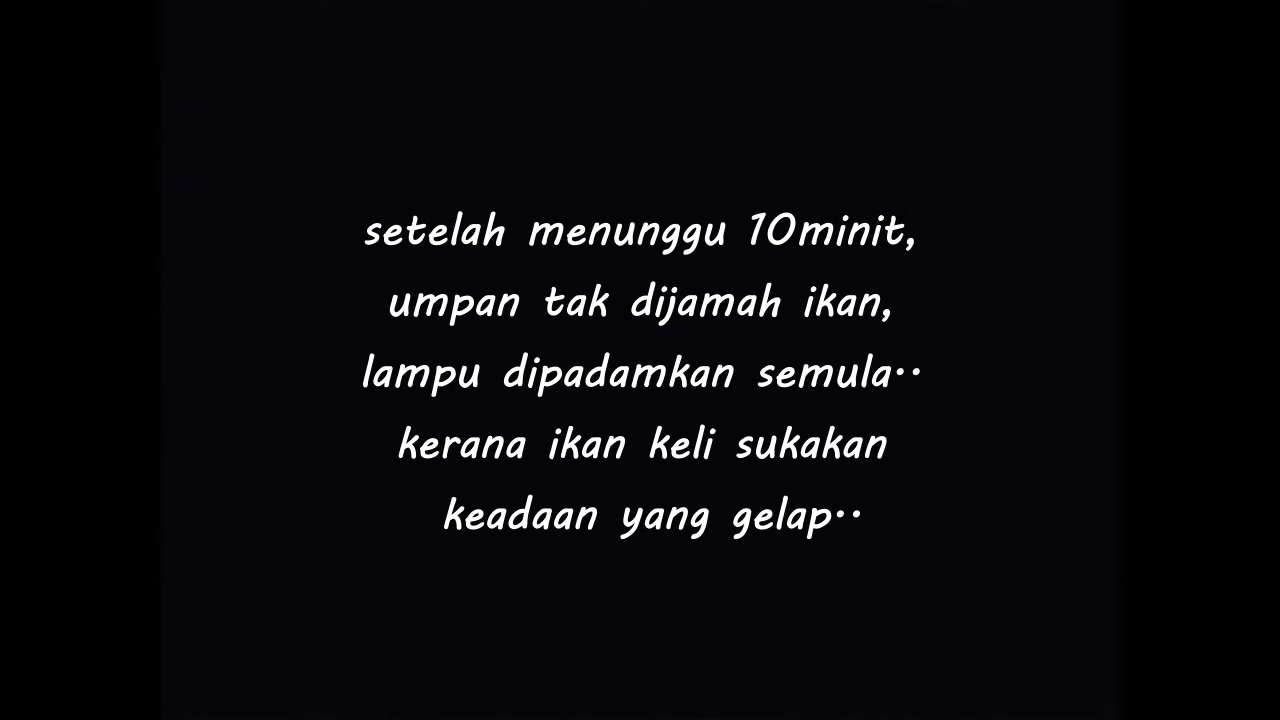 setelah menunggu 10minit,
umpan tak dijamah ikan,
lampu dipadamkan semula··
kerana ikan keli sukakan
keadaan yang gelap··